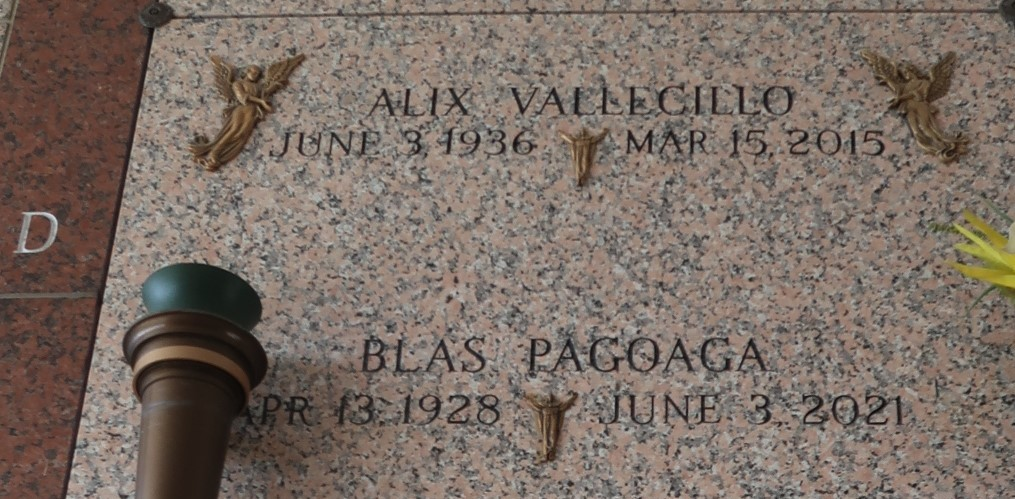 ALIX VALLECILLO
JUNE 3, 1936 MAR 15, 2015
D
BLAS PAGOAGA
APR 13, 1928 JUNE 3, 2021